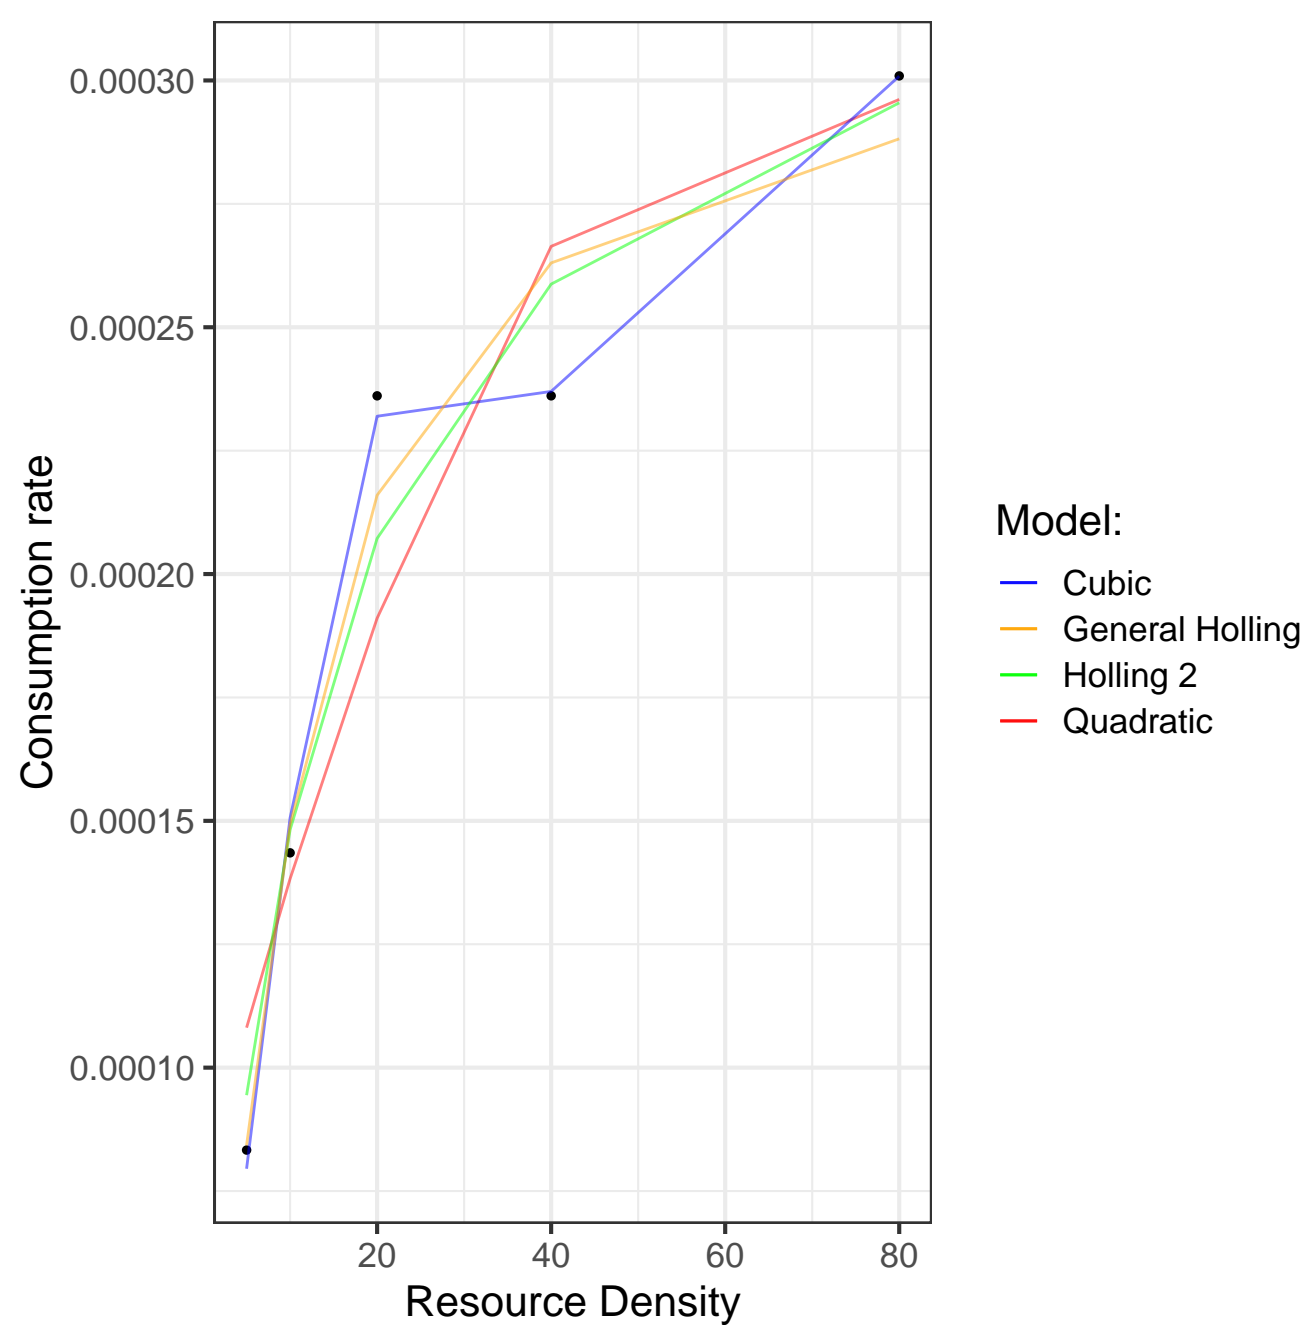 0.00030
0.00025
0.00020
0.00015
0.00010
Consumption rate
20 40 60 80
Resource Density
Model:
Cubic
General Holling
Holling 2
Quadratic